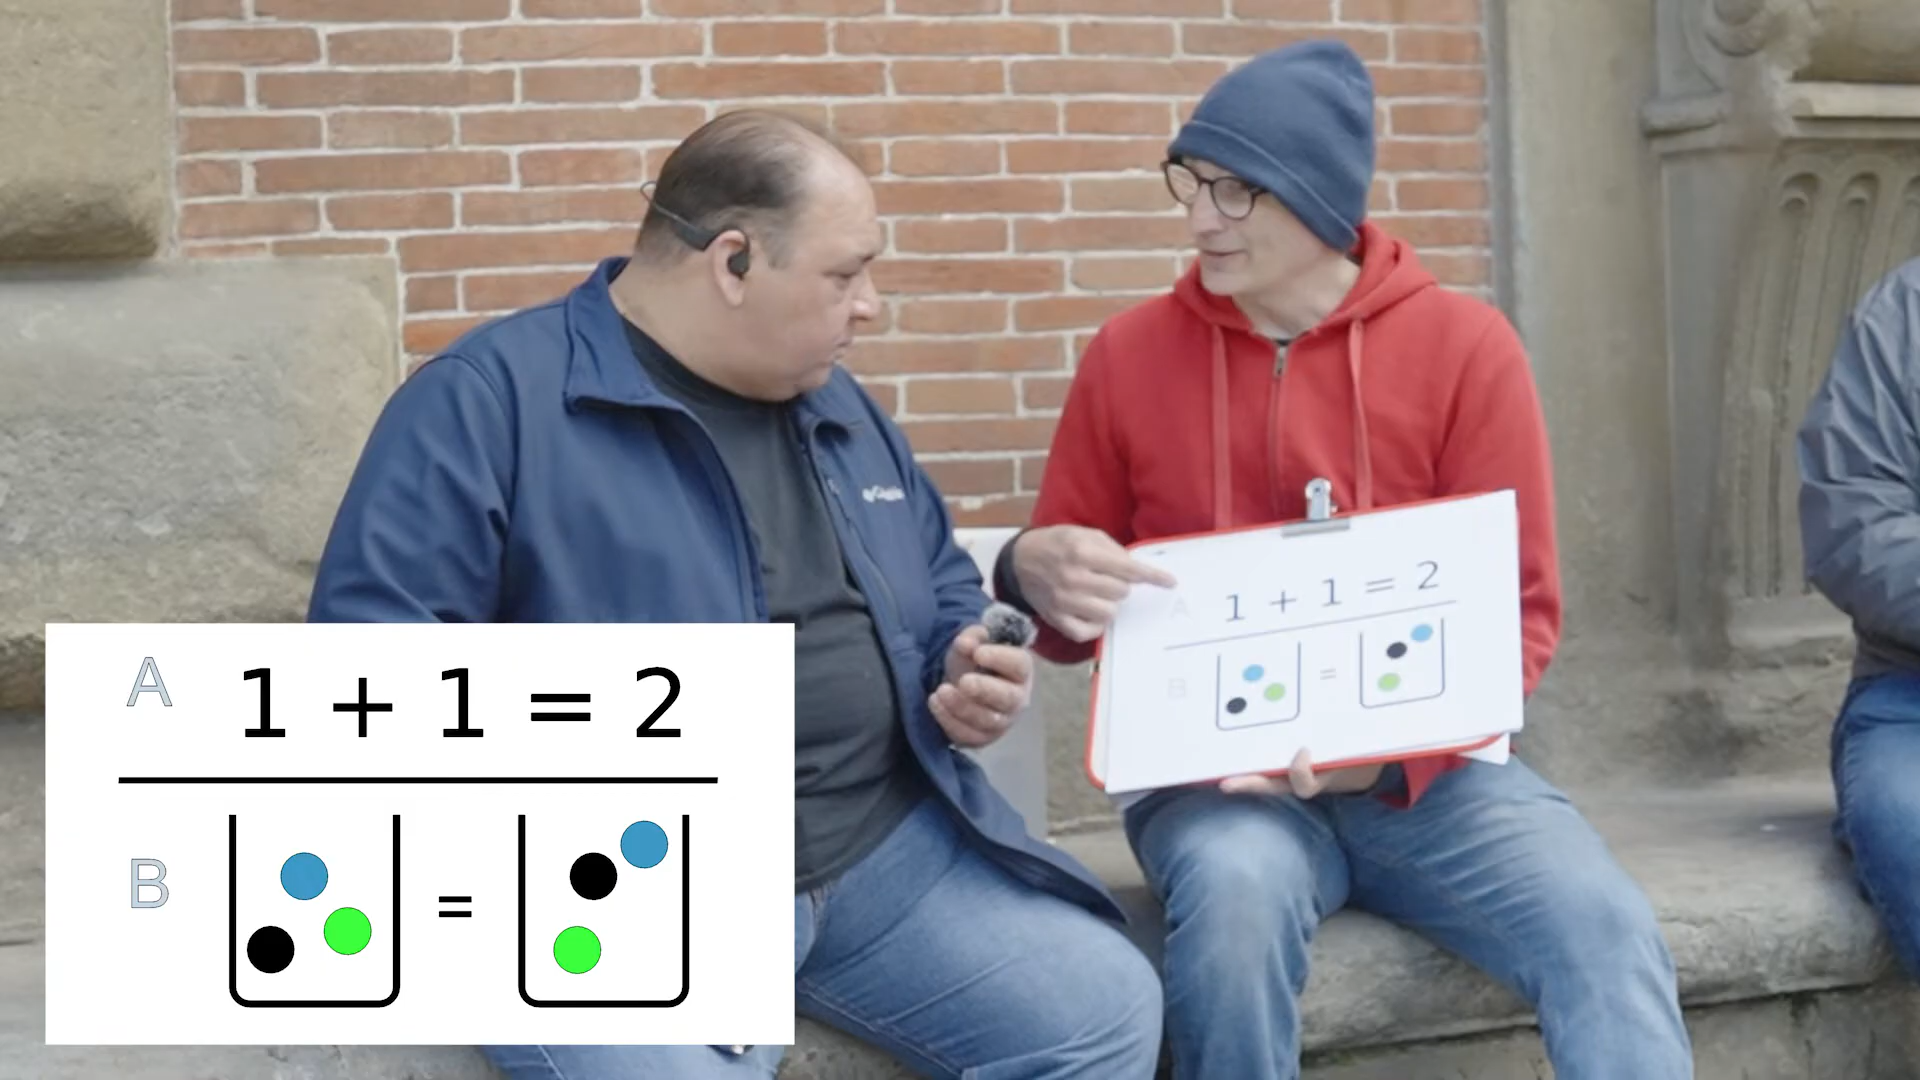 A 1 + 1 = 2
B =
A 1 + 1 = 2
B =